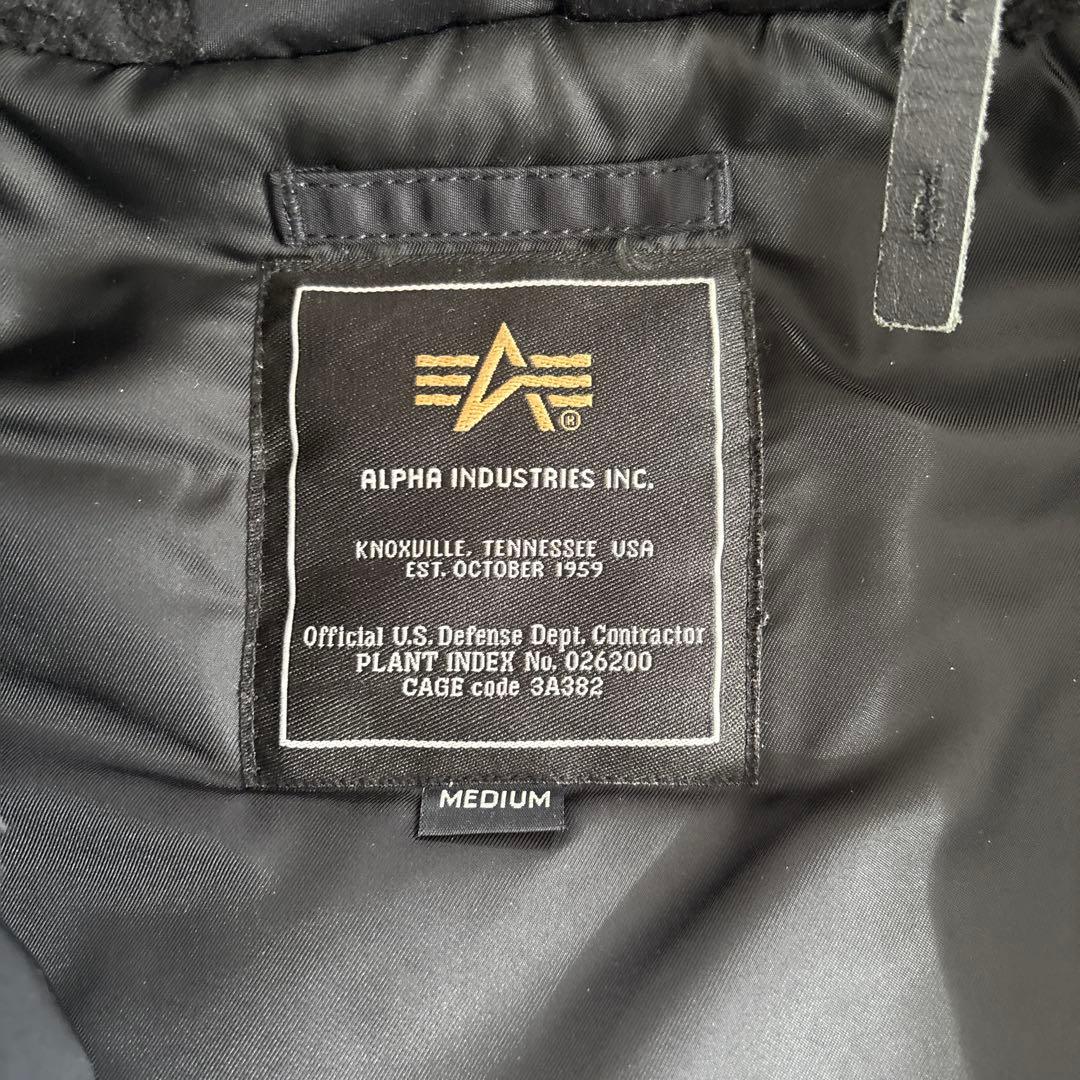 ®
ALPHA INDUSTRIES INC.
KNOXVILLE, TENNESSEE USA
EST. OCTOBER 1959
Official U.S. Defense Dept. Contractor
PLANT INDEX No. 026200
CAGE code 3A382
MEDIUM